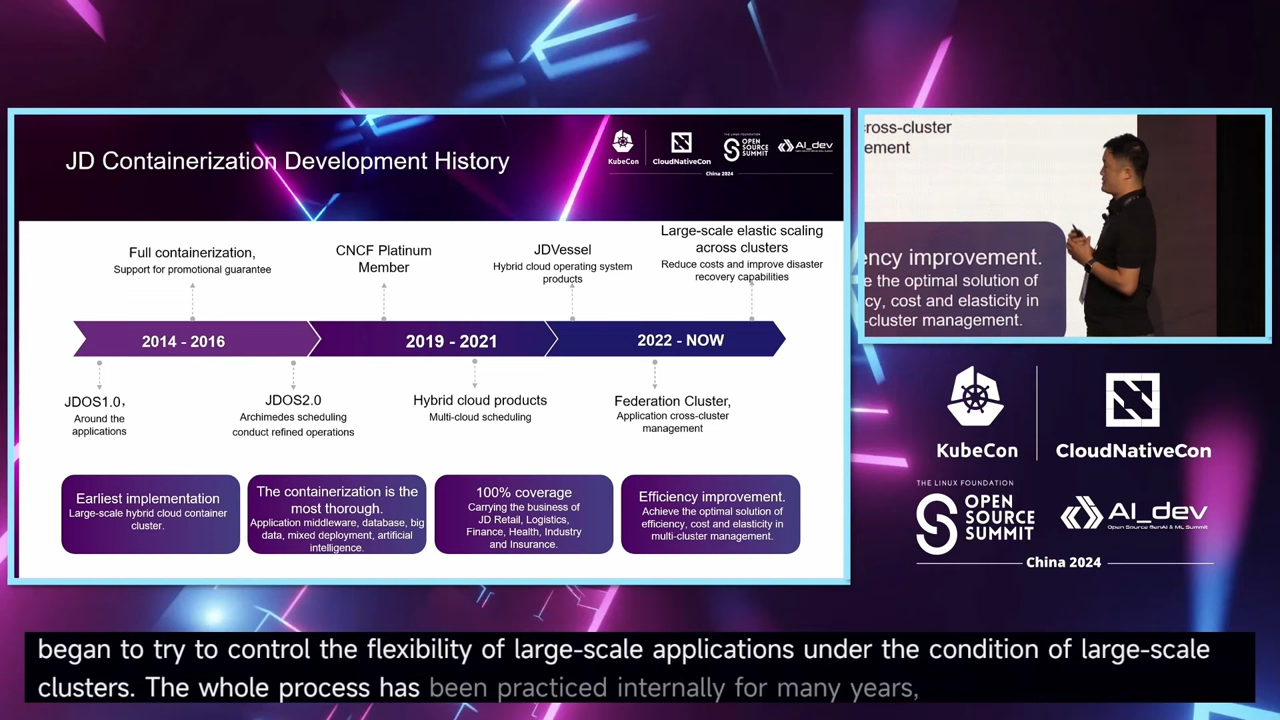 JD Containerization Development History
KubeCon
CloudNativeCon
THE LINUX FOUNDATION
OPEN
SOURCE
SUMMIT
AI_dev
China 2024
Full containerization,
Support for promotional guarantee
CNCF Platinum
Member
JDVessel
Hybrid cloud operating system
products
Large-scale elastic scaling
across clusters
Reduce costs and improve disaster
recovery capabilities
2014 - 2016
2019 - 2021
2022 - NOW
JDOS1.0,
Around the
applications
JDOS2.0
Archimedes scheduling
conduct refined operations
Hybrid cloud products
Multi-cloud scheduling
Federation Cluster,
Application cross-cluster
management
Earliest implementation
Large-scale hybrid cloud container
cluster.
The containerization is the
most thorough.
Application middleware, database, big
data, mixed deployment, artificial
intelligence.
100% coverage
Carrying the business of
JD Retail, Logistics,
Finance, Health, Industry
and Insurance.
Efficiency improvement.
Achieve the optimal solution of
efficiency, cost and elasticity in
multi-cluster management.
ross-cluster
ement
ency improvement.
e the optimal solution of
cy, cost and elasticity in
-cluster management.
KubeCon
CloudNativeCon
THE LINUX FOUNDATION
OPEN
SOURCE
SUMMIT
AI_dev
Open Source GenAI & ML Summit
China 2024
began to try to control the flexibility of large-scale applications under the condition of large-scale
clusters. The whole process has been practiced internally for many years,